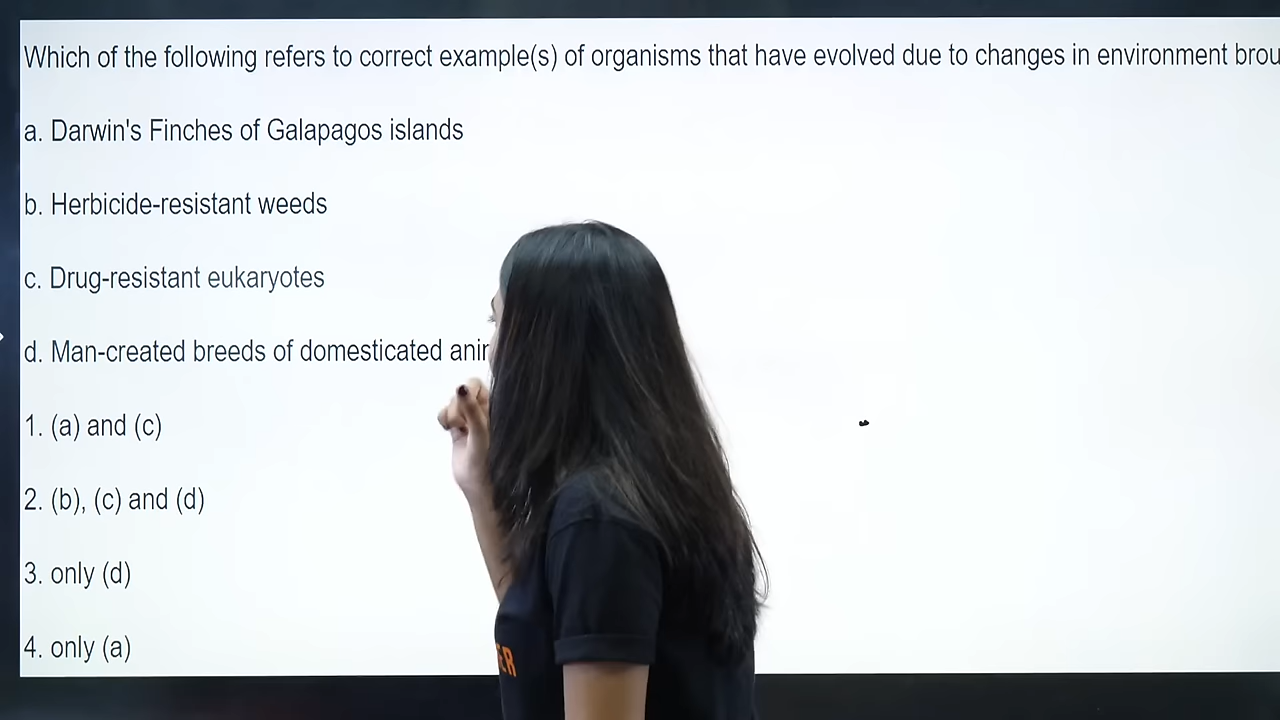 Which of the following refers to correct example(s) of organisms that have evolved due to changes in environment
a. Darwin's Finches of Galapagos islands
b. Herbicide-resistant weeds
c. Drug-resistant eukaryotes
d. Man-created breeds of domesticated
1. (a) and (c)
2. (b), (c) and (d)
3. only (d)
4. only (a)